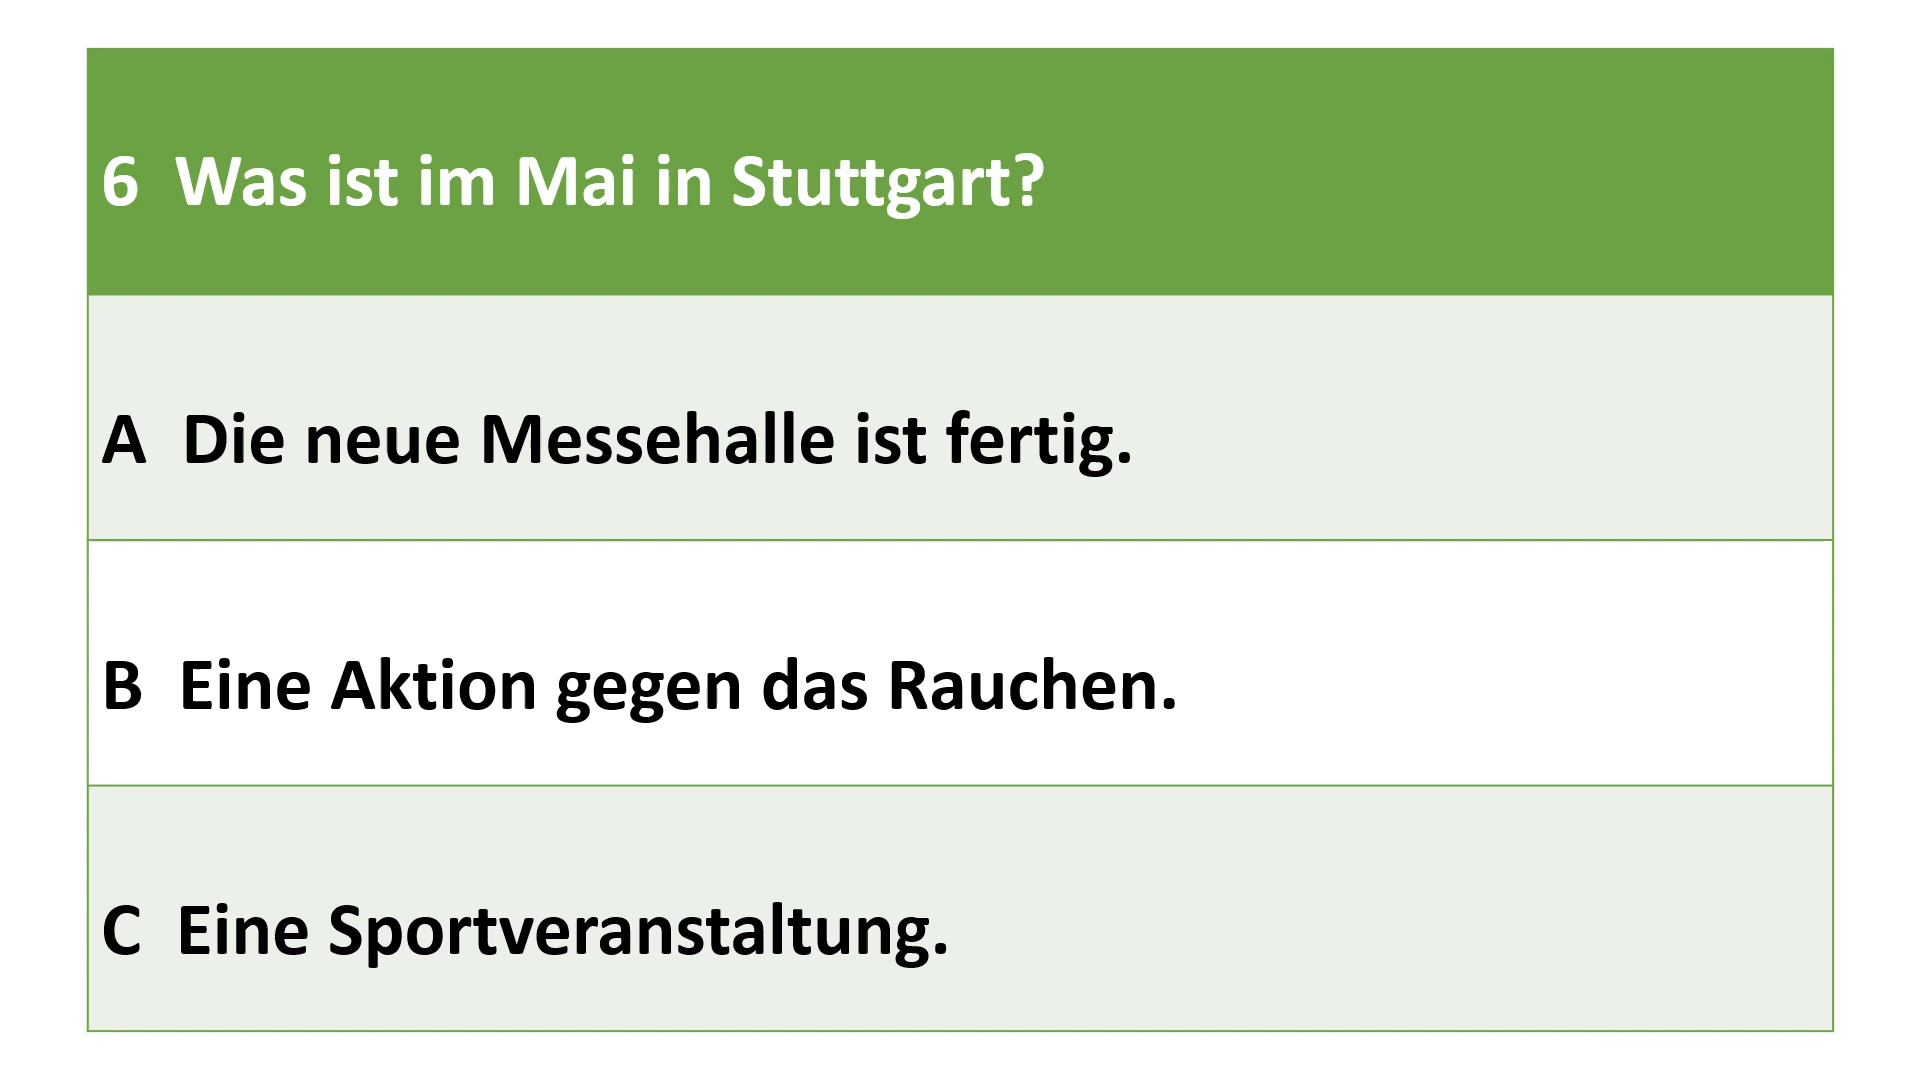 6 Was ist im Mai in Stuttgart?
A Die neue Messehalle ist fertig.
B Eine Aktion gegen das Rauchen.
C Eine Sportveranstaltung.